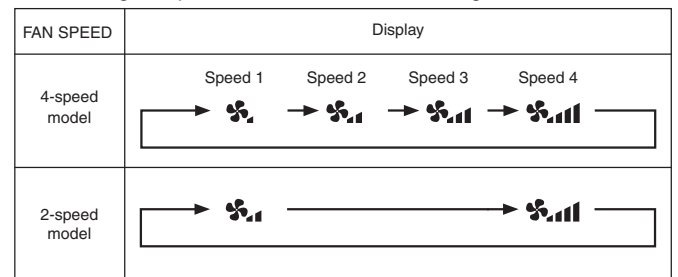 FAN SPEED
Display
4-speed
model
Speed 1
Speed 2
Speed 3
Speed 4
2-speed
model